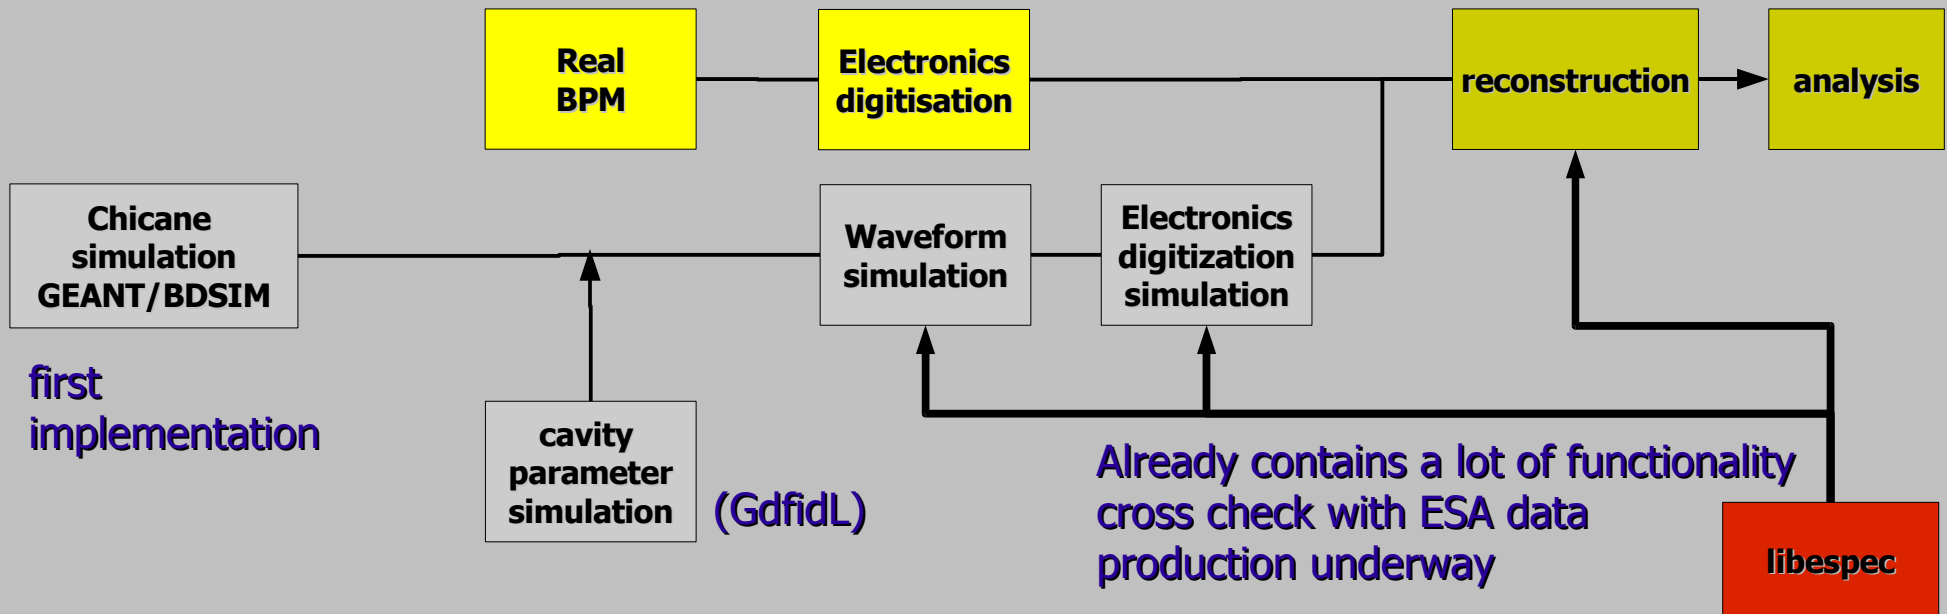 Real
BPM
Electronics
digitisation
reconstruction
analysis
Chicane
simulation
GEANT/BDSIM
Waveform
simulation
Electronics
digitization
simulation
first
implementation
cavity
parameter
simulation
(GdfidL)
Already contains a lot of functionality
cross check with ESA data
production underway
libespec